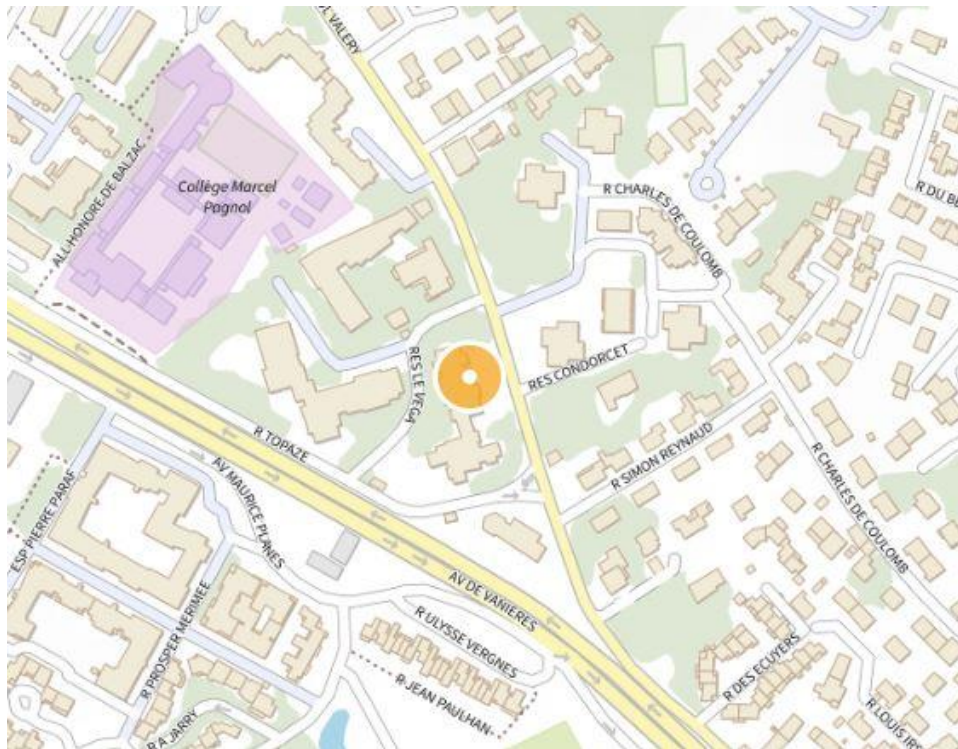 VALERY
Collège Marcel
Pagnol
ALL HONORE DE BALZAC
R CHARLES DE COULOMB
R DU BE
RES LE VEGA
RES CONDORCET
R TOPAZE
R SIMON REYNAUD
R CHARLES DE COULOMB
AV MAURICE PLANES
ESP PIERRE PARAF
AV DE VANIERES
R ULYSSE VERGNES
R PROSPER MERIMEE
R JEAN PAULHAN
R DES ECUYERS
R A JARRY
R LOUIS